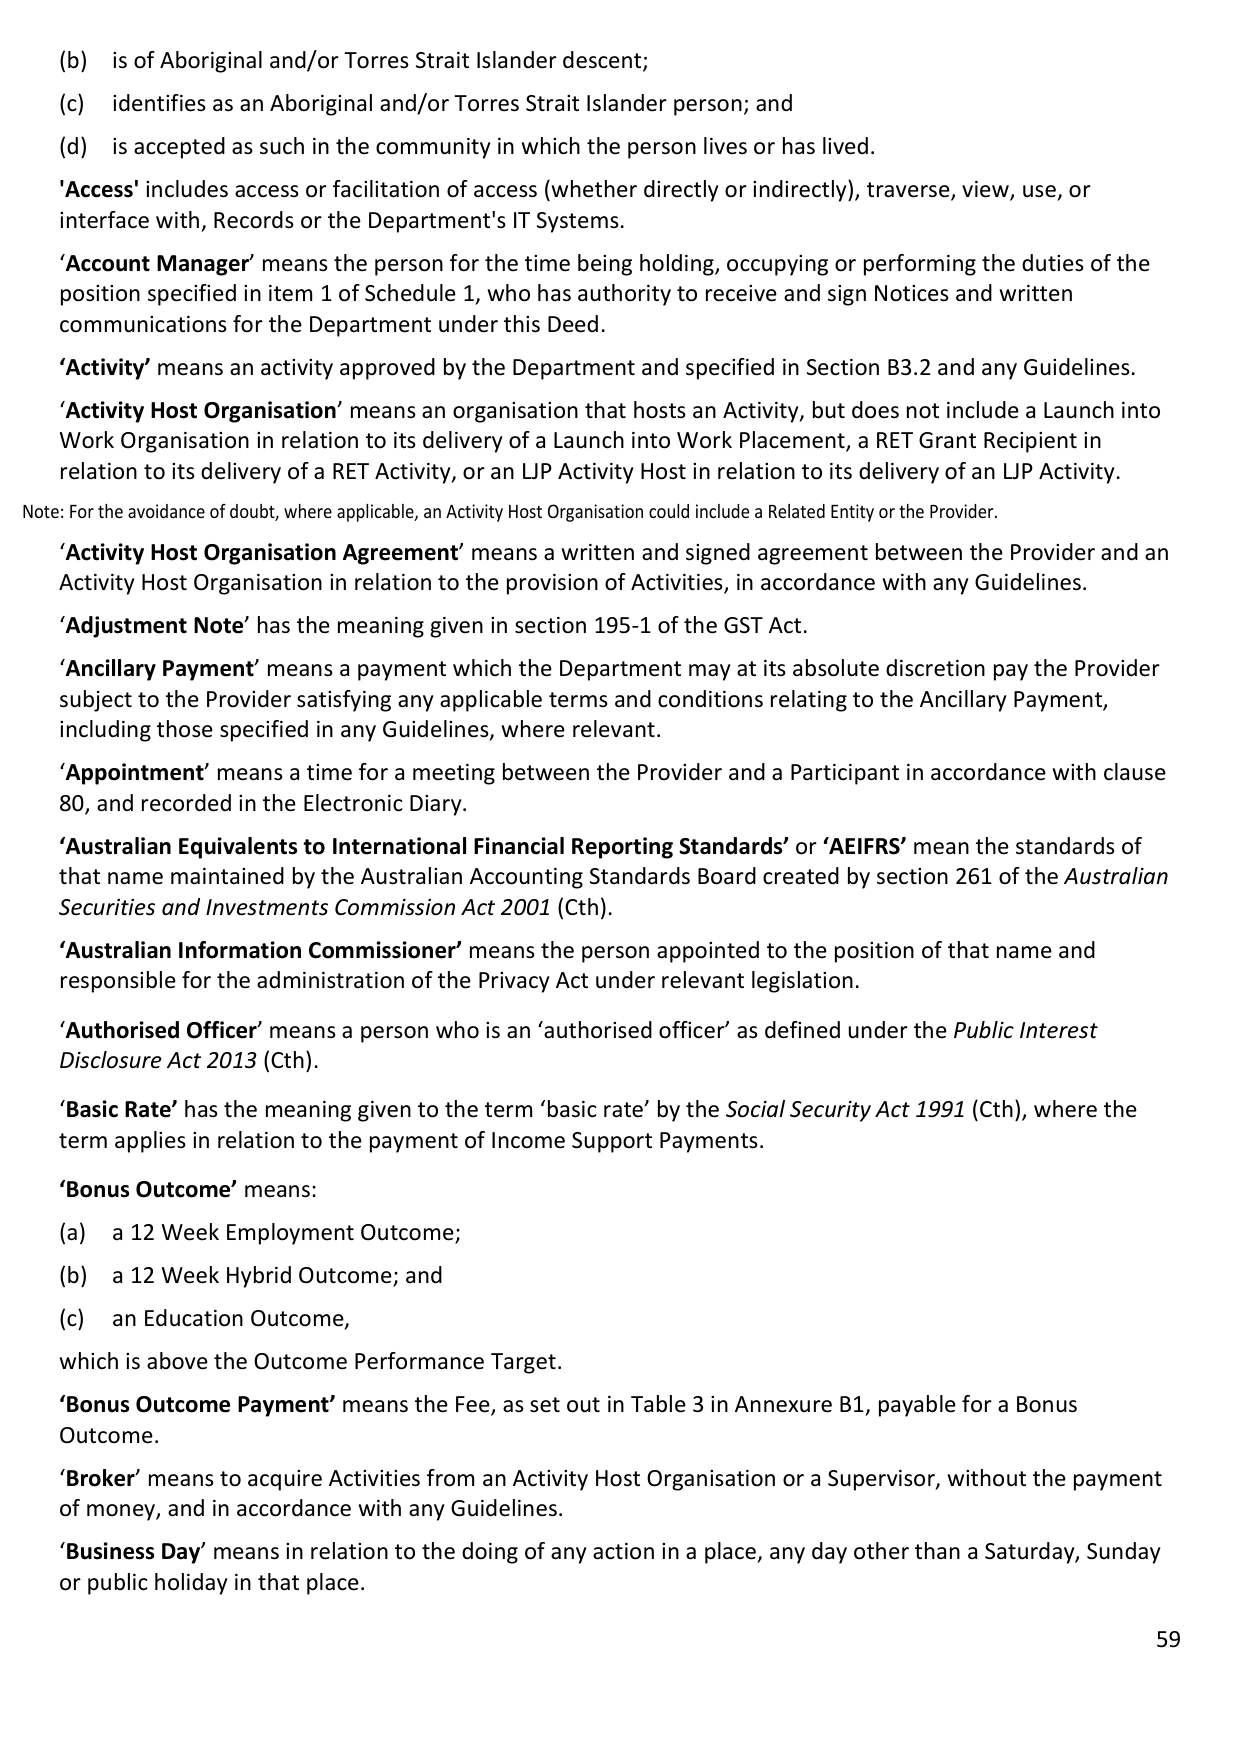 (b) is of Aboriginal and/or Torres Strait Islander descent;
(c) identifies as an Aboriginal and/or Torres Strait Islander person; and
(d) is accepted as such in the community in which the person lives or has lived.
'Access' includes access or facilitation of access (whether directly or indirectly), traverse, view, use, or
interface with, Records or the Department's IT Systems.
‘Account Manager’ means the person for the time being holding, occupying or performing the duties of the
position specified in item 1 of Schedule 1, who has authority to receive and sign Notices and written
communications for the Department under this Deed.
‘Activity’ means an activity approved by the Department and specified in Section B3.2 and any Guidelines.
‘Activity Host Organisation’ means an organisation that hosts an Activity, but does not include a Launch into
Work Organisation in relation to its delivery of a Launch into Work Placement, a RET Grant Recipient in
relation to its delivery of a RET Activity, or an LJP Activity Host in relation to its delivery of an LJP Activity.
Note: For the avoidance of doubt, where applicable, an Activity Host Organisation could include a Related Entity or the Provider.
‘Activity Host Organisation Agreement’ means a written and signed agreement between the Provider and an
Activity Host Organisation in relation to the provision of Activities, in accordance with any Guidelines.
‘Adjustment Note’ has the meaning given in section 195-1 of the GST Act.
‘Ancillary Payment’ means a payment which the Department may at its absolute discretion pay the Provider
subject to the Provider satisfying any applicable terms and conditions relating to the Ancillary Payment,
including those specified in any Guidelines, where relevant.
‘Appointment’ means a time for a meeting between the Provider and a Participant in accordance with clause
80, and recorded in the Electronic Diary.
‘Australian Equivalents to International Financial Reporting Standards’ or ‘AEIFRS’ mean the standards of
that name maintained by the Australian Accounting Standards Board created by section 261 of the Australian
Securities and Investments Commission Act 2001 (Cth).
‘Australian Information Commissioner’ means the person appointed to the position of that name and
responsible for the administration of the Privacy Act under relevant legislation.
‘Authorised Officer’ means a person who is an ‘authorised officer’ as defined under the Public Interest
Disclosure Act 2013 (Cth).
‘Basic Rate’ has the meaning given to the term ‘basic rate’ by the Social Security Act 1991 (Cth), where the
term applies in relation to the payment of Income Support Payments.
‘Bonus Outcome’ means:
(a) a 12 Week Employment Outcome;
(b) a 12 Week Hybrid Outcome; and
(c) an Education Outcome,
which is above the Outcome Performance Target.
‘Bonus Outcome Payment’ means the Fee, as set out in Table 3 in Annexure B1, payable for a Bonus
Outcome.
‘Broker’ means to acquire Activities from an Activity Host Organisation or a Supervisor, without the payment
of money, and in accordance with any Guidelines.
‘Business Day’ means in relation to the doing of any action in a place, any day other than a Saturday, Sunday
or public holiday in that place.
59